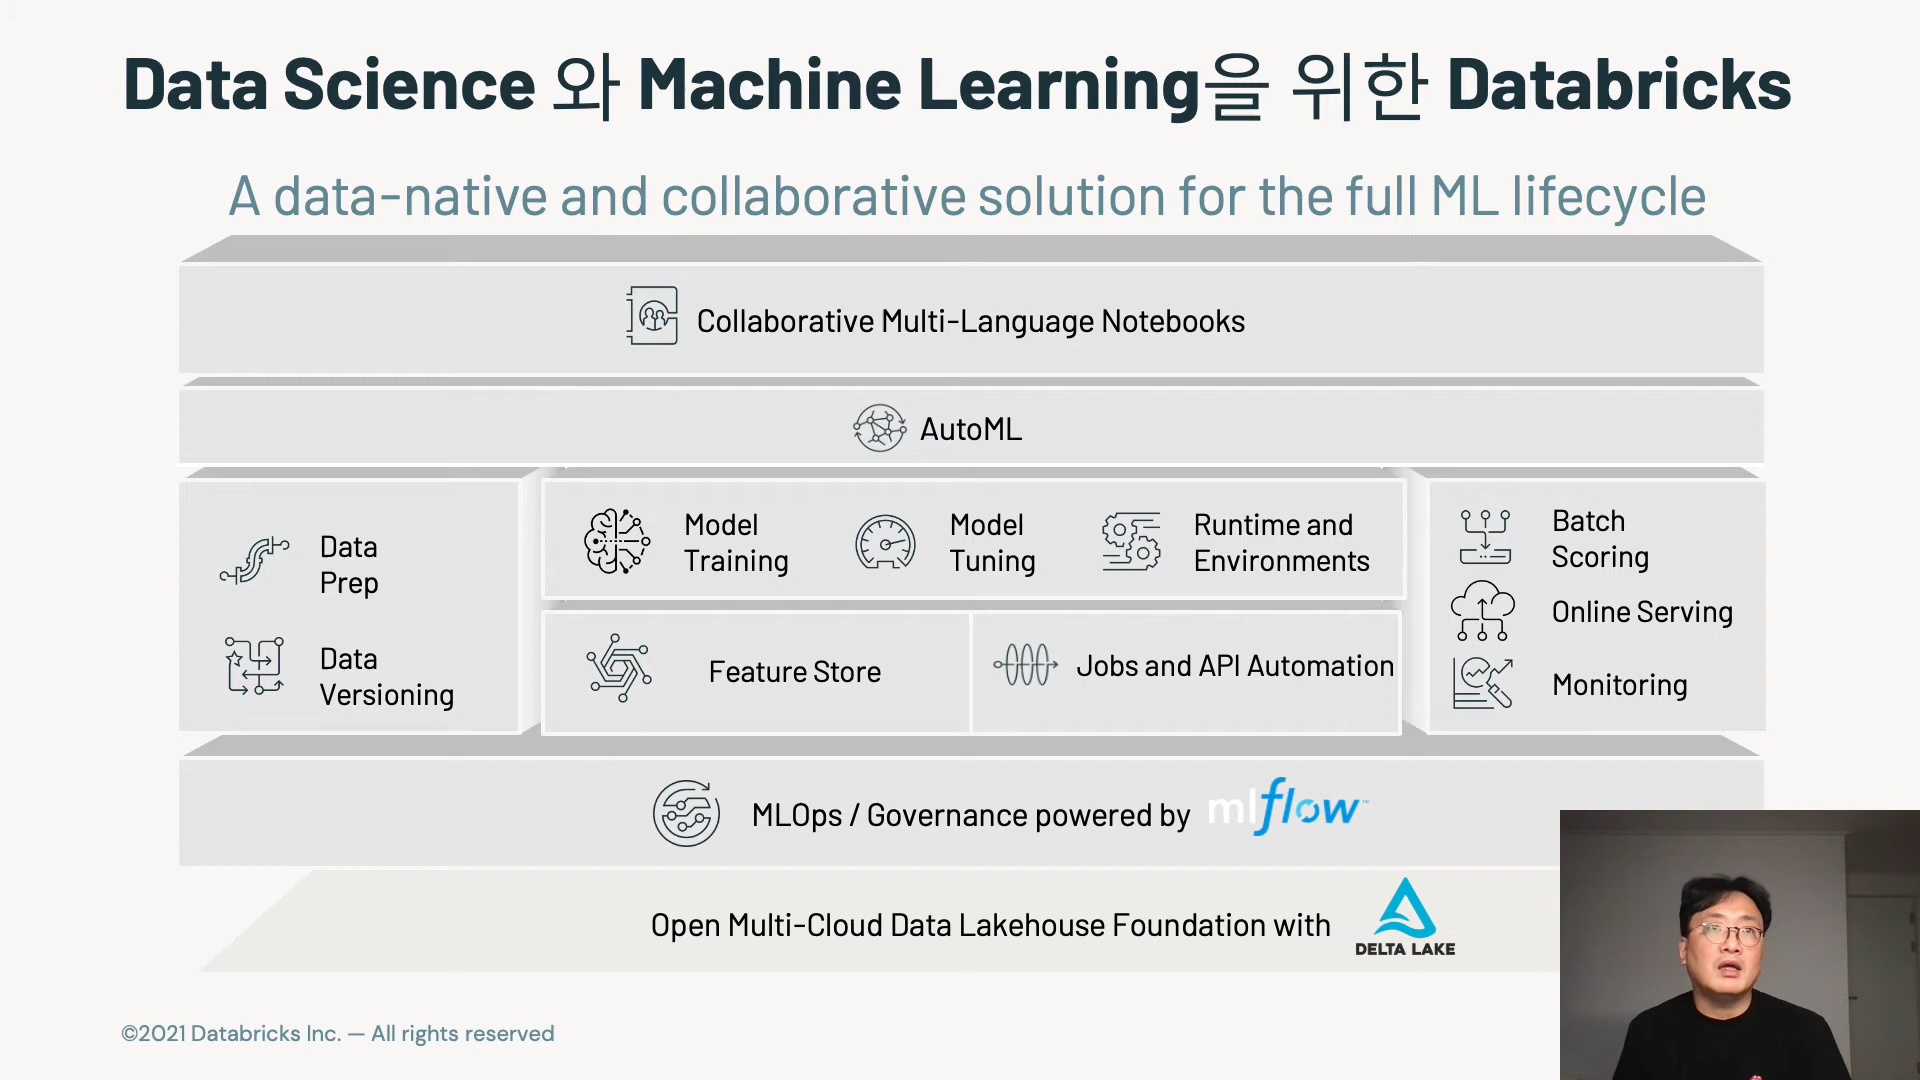 Data Science 와 Machine Learning을 위한 Databricks
A data-native and collaborative solution for the full ML lifecycle
Collaborative Multi-Language Notebooks
AutoML
Data
Prep
Data
Versioning
Model
Training
Model
Tuning
Runtime and
Environments
Feature Store
Jobs and API Automation
Batch
Scoring
Online Serving
Monitoring
MLOps / Governance powered by mlflow™
Open Multi-Cloud Data Lakehouse Foundation with
DELTA LAKE
©2021 Databricks Inc. — All rights reserved